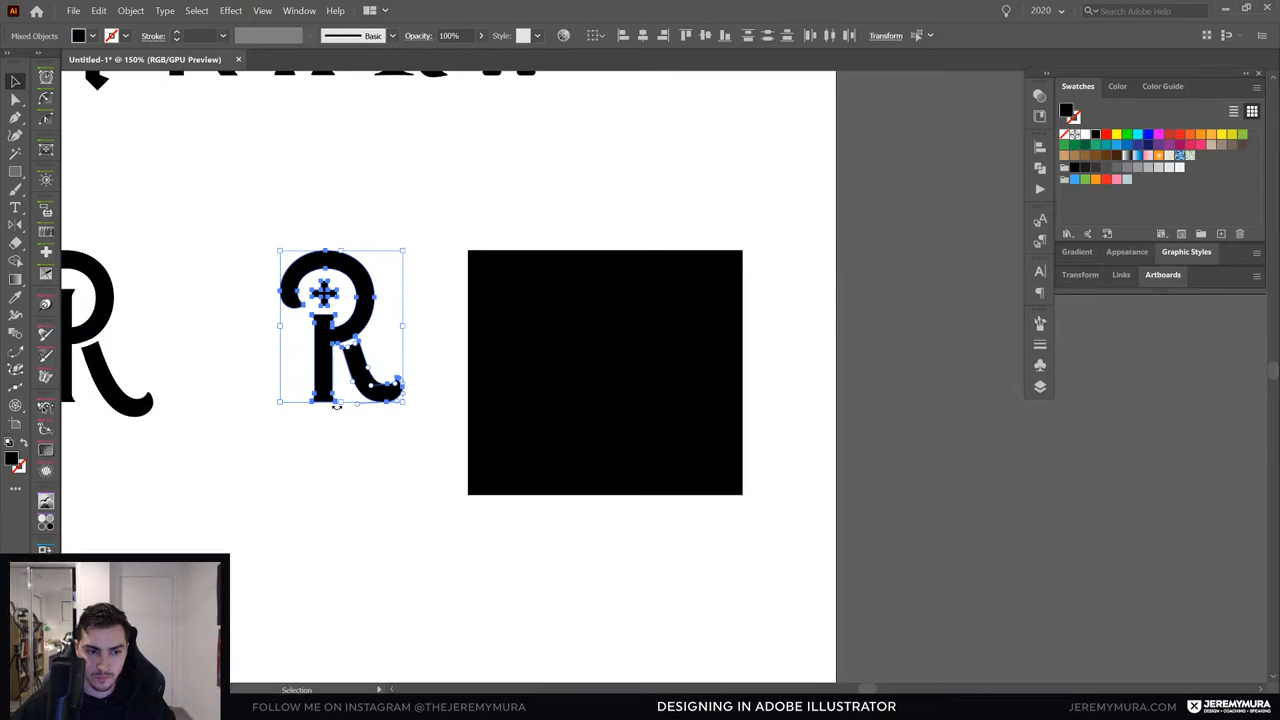 Ai File Edit Object Type Select Effect View Window Help 2020 Search Adobe Help
Mixed Objects Stroke: Basic Opacity: 100% Style: Transform
Untitled-1* @ 150% (RGB/GPU Preview)
Swatches Color Color Guide
R R
Gradient Appearance Graphic Styles
Transform Links Artboards
Selection
FOLLOW ME ON INSTAGRAM @THEJEREMYMURA DESIGNING IN ADOBE ILLUSTRATOR JEREMYMURA.COM JEREMYMURA
DESIGN • COACHING • SPEAKING